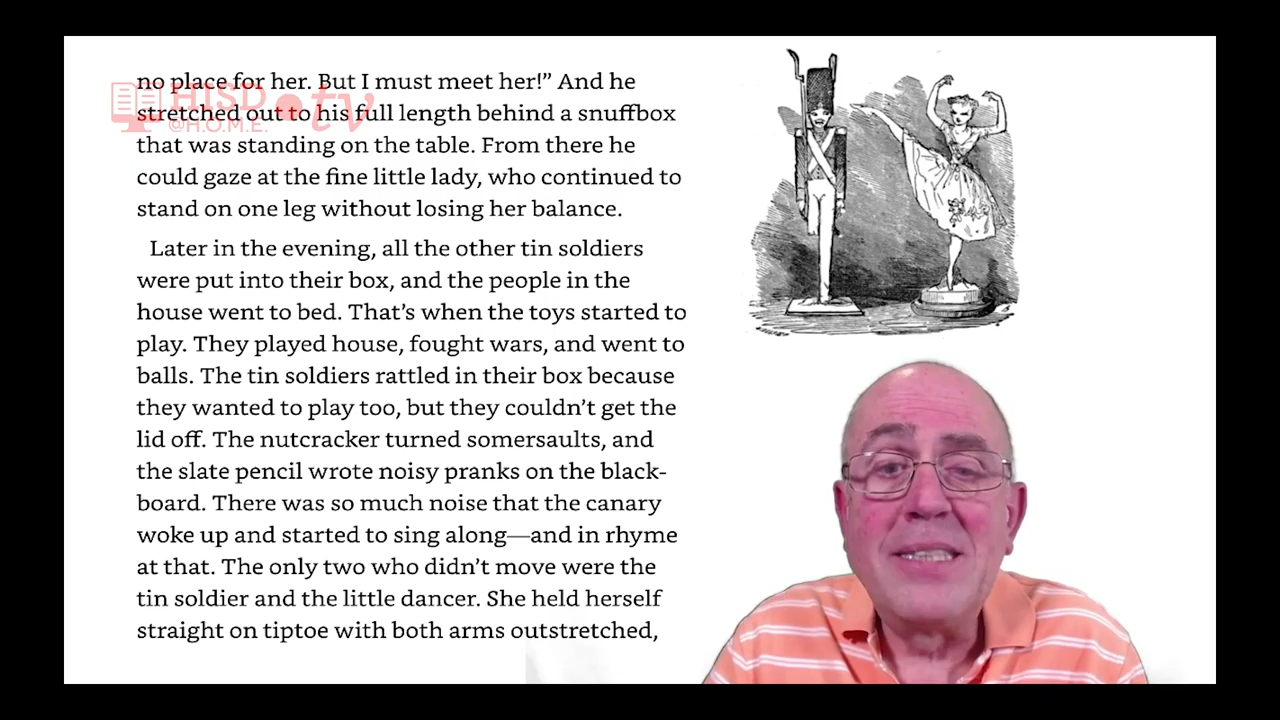 no place for her. But I must meet her!” And he
stretched out to his full length behind a snuffbox
that was standing on the table. From there he
could gaze at the fine little lady, who continued to
stand on one leg without losing her balance.
Later in the evening, all the other tin soldiers
were put into their box, and the people in the
house went to bed. That’s when the toys started to
play. They played house, fought wars, and went to
balls. The tin soldiers rattled in their box because
they wanted to play too, but they couldn’t get the
lid off. The nutcracker turned somersaults, and
the slate pencil wrote noisy pranks on the black-
board. There was so much noise that the canary
woke up and started to sing along—and in rhyme
at that. The only two who didn’t move were the
tin soldier and the little dancer. She held herself
straight on tiptoe with both arms outstretched,
HISD
@H.O.M.E.
tv